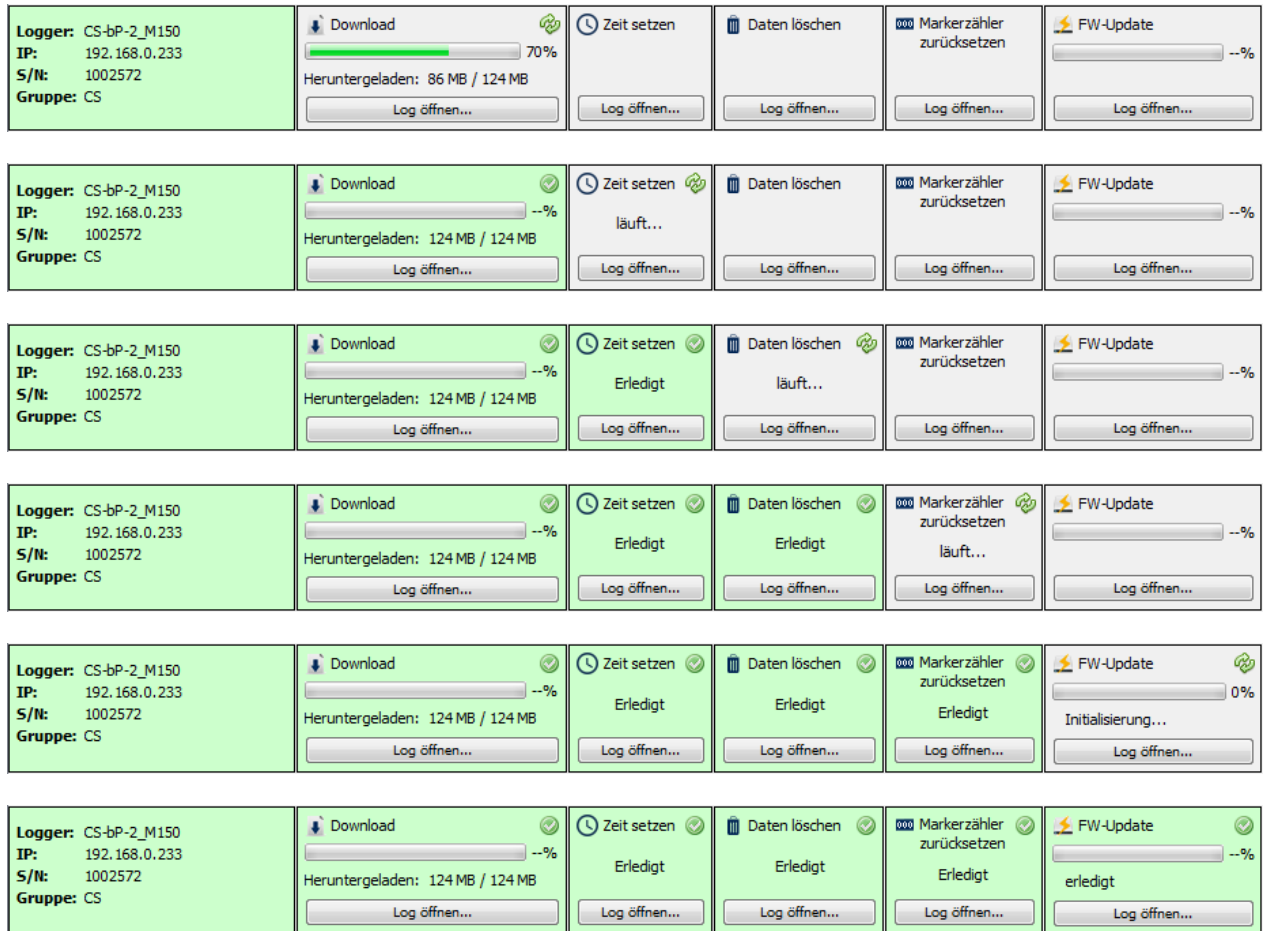 Logger: CS-bP-2_M150
IP: 192.168.0.233
S/N: 1002572
Gruppe: CS
Download
70%
Heruntergeladen: 86 MB / 124 MB
Log öffnen...
Zeit setzen
Log öffnen...
Daten löschen
Log öffnen...
000 Markerzähler
zurücksetzen
Log öffnen...
FW-Update
--%
Log öffnen...
Logger: CS-bP-2_M150
IP: 192.168.0.233
S/N: 1002572
Gruppe: CS
Download
--%
Heruntergeladen: 124 MB / 124 MB
Log öffnen...
Zeit setzen
läuft...
Log öffnen...
Daten löschen
Log öffnen...
000 Markerzähler
zurücksetzen
Log öffnen...
FW-Update
--%
Log öffnen...
Logger: CS-bP-2_M150
IP: 192.168.0.233
S/N: 1002572
Gruppe: CS
Download
--%
Heruntergeladen: 124 MB / 124 MB
Log öffnen...
Zeit setzen
Erledigt
Log öffnen...
Daten löschen
läuft...
Log öffnen...
000 Markerzähler
zurücksetzen
Log öffnen...
FW-Update
--%
Log öffnen...
Logger: CS-bP-2_M150
IP: 192.168.0.233
S/N: 1002572
Gruppe: CS
Download
--%
Heruntergeladen: 124 MB / 124 MB
Log öffnen...
Zeit setzen
Erledigt
Log öffnen...
Daten löschen
Erledigt
Log öffnen...
000 Markerzähler
zurücksetzen
läuft...
Log öffnen...
FW-Update
--%
Log öffnen...
Logger: CS-bP-2_M150
IP: 192.168.0.233
S/N: 1002572
Gruppe: CS
Download
--%
Heruntergeladen: 124 MB / 124 MB
Log öffnen...
Zeit setzen
Erledigt
Log öffnen...
Daten löschen
Erledigt
Log öffnen...
000 Markerzähler
zurücksetzen
Erledigt
Log öffnen...
FW-Update
0%
Initialisierung...
Log öffnen...
Logger: CS-bP-2_M150
IP: 192.168.0.233
S/N: 1002572
Gruppe: CS
Download
--%
Heruntergeladen: 124 MB / 124 MB
Log öffnen...
Zeit setzen
Erledigt
Log öffnen...
Daten löschen
Erledigt
Log öffnen...
000 Markerzähler
zurücksetzen
Erledigt
Log öffnen...
FW-Update
--%
erledigt
Log öffnen...